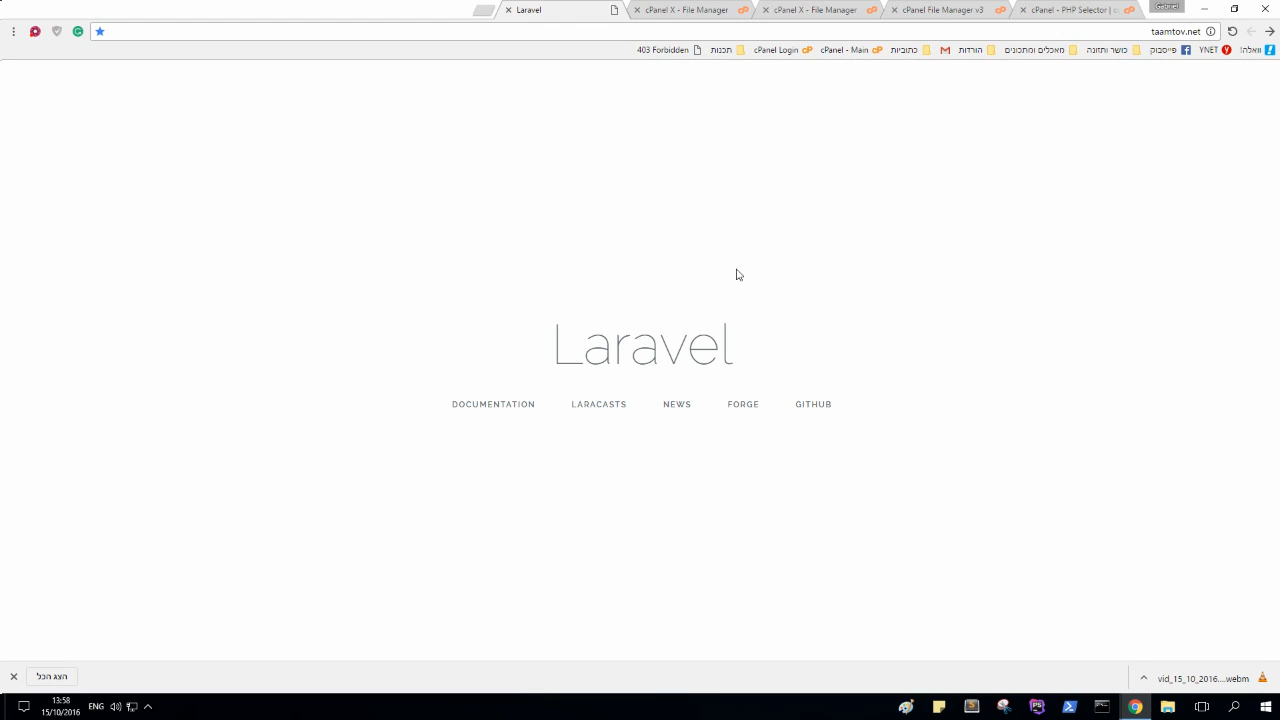 Laravel
cPanel X - File Manager
cPanel X - File Manager
cPanel File Manager v3
cPanel - PHP Selector | c
Gabriel
taamtov.net
403 Forbidden
תכנות
cPanel Login
cPanel - Main
כתוביות
הורדות
מאכלים ומתכונים
כושר ותזונה
פייסבוק
YNET
וואלה!
Laravel
DOCUMENTATION LARACASTS NEWS FORGE GITHUB
הצג הכל
vid_15_10_2016....webm
13:58
ENG
15/10/2016